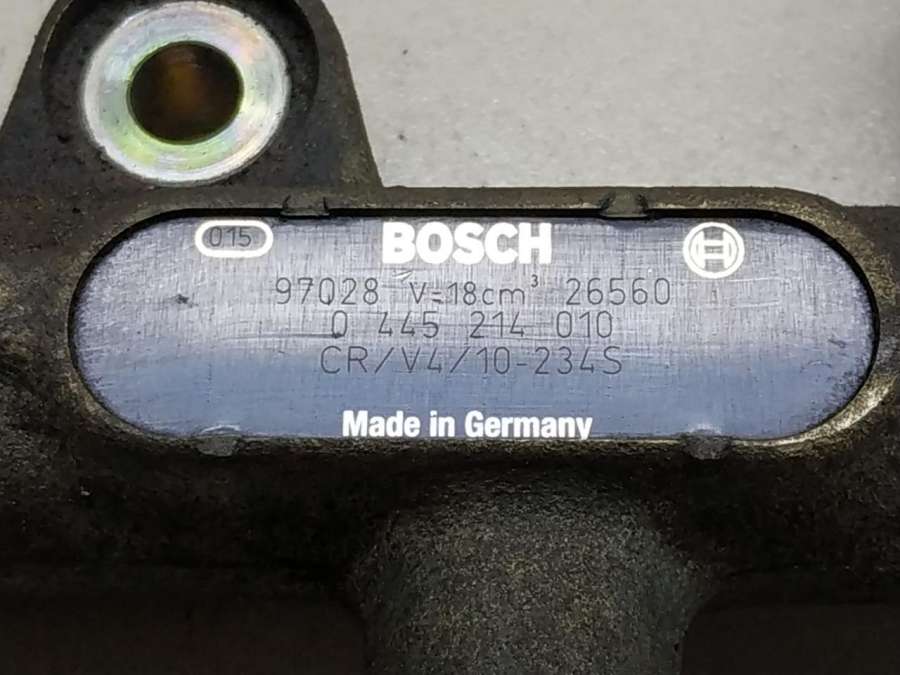 015 BOSCH
97028 V=18cm³ 26560
0 445 214 010
CR/V4/10-234S
Made in Germany